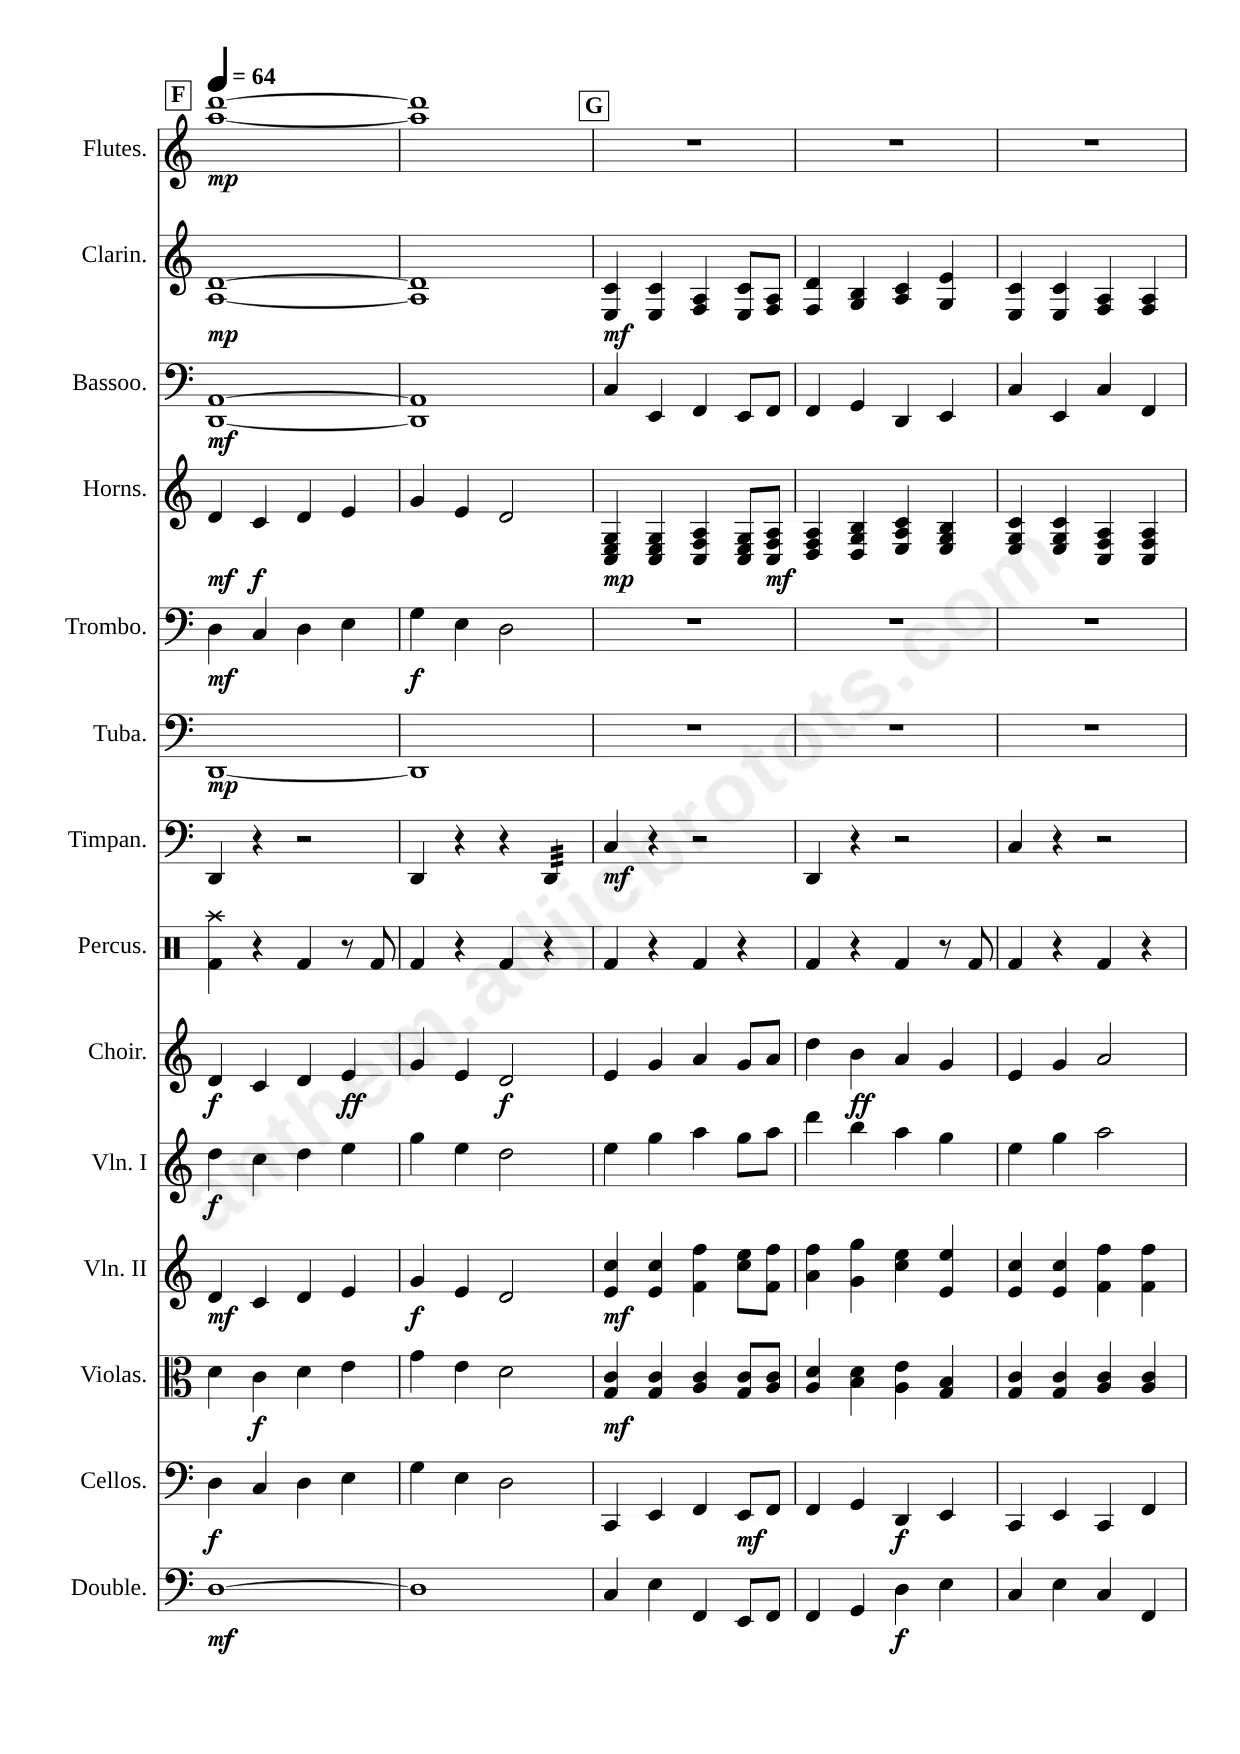 F
= 64
G
Flutes.
mp
Clarin.
mp
mf
Bassoo.
mf
Horns.
mf f
mp
mf
Trombo.
mf
f
Tuba.
mp
Timpan.
mf
Percus.
Choir.
f
ff
f
ff
Vln. I
f
Vln. II
mf
f
mf
Violas.
f
mf
Cellos.
f
mf
f
Double.
mf
f
anthem.adjiebrotots.com